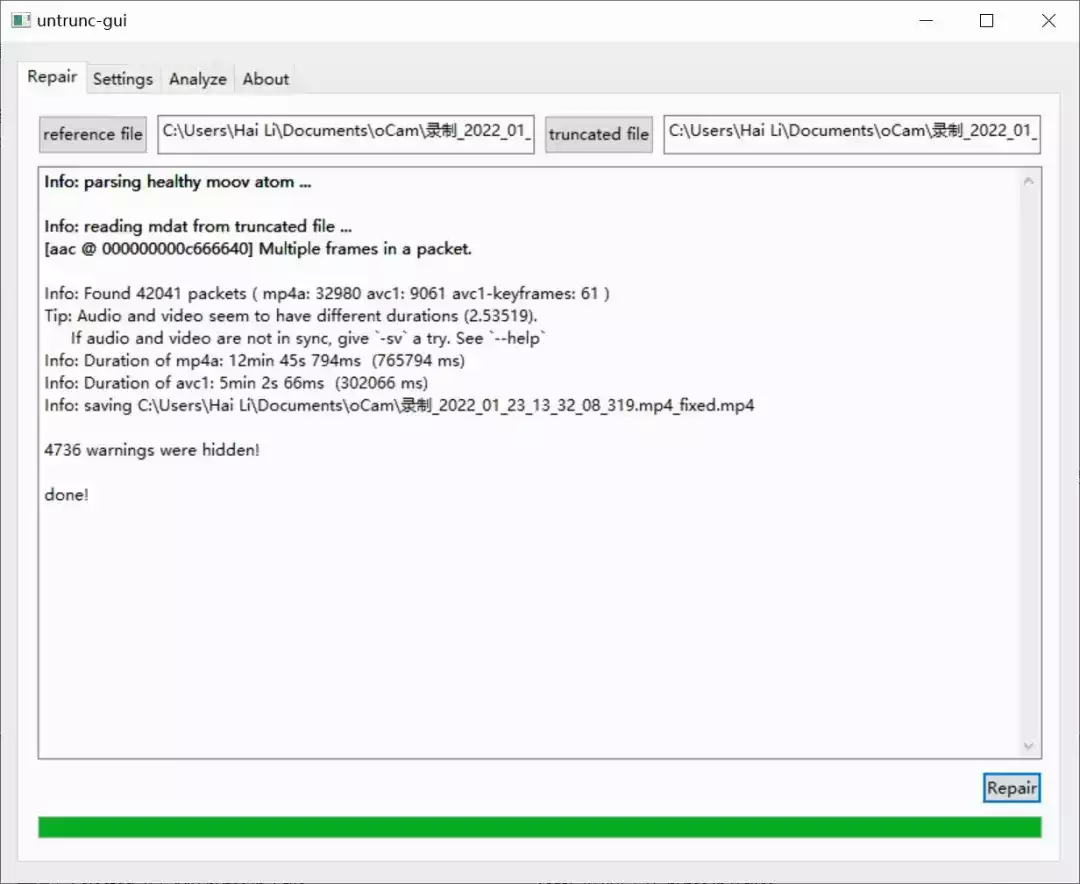 untrunc-gui
Repair Settings Analyze About
reference file C:\Users\Hai Li\Documents\oCam\录制_2022_01_ truncated file C:\Users\Hai Li\Documents\oCam\录制_2022_01_
Info: parsing healthy moov atom ...
Info: reading mdat from truncated file ...
[aac @ 000000000c666640] Multiple frames in a packet.
Info: Found 42041 packets ( mp4a: 32980 avc1: 9061 avc1-keyframes: 61 )
Tip: Audio and video seem to have different durations (2.53519).
If audio and video are not in sync, give `-sv` a try. See `--help`
Info: Duration of mp4a: 12min 45s 794ms (765794 ms)
Info: Duration of avc1: 5min 2s 66ms (302066 ms)
Info: saving C:\Users\Hai Li\Documents\oCam\录制_2022_01_23_13_32_08_319.mp4_fixed.mp4
4736 warnings were hidden!
done!
Repair